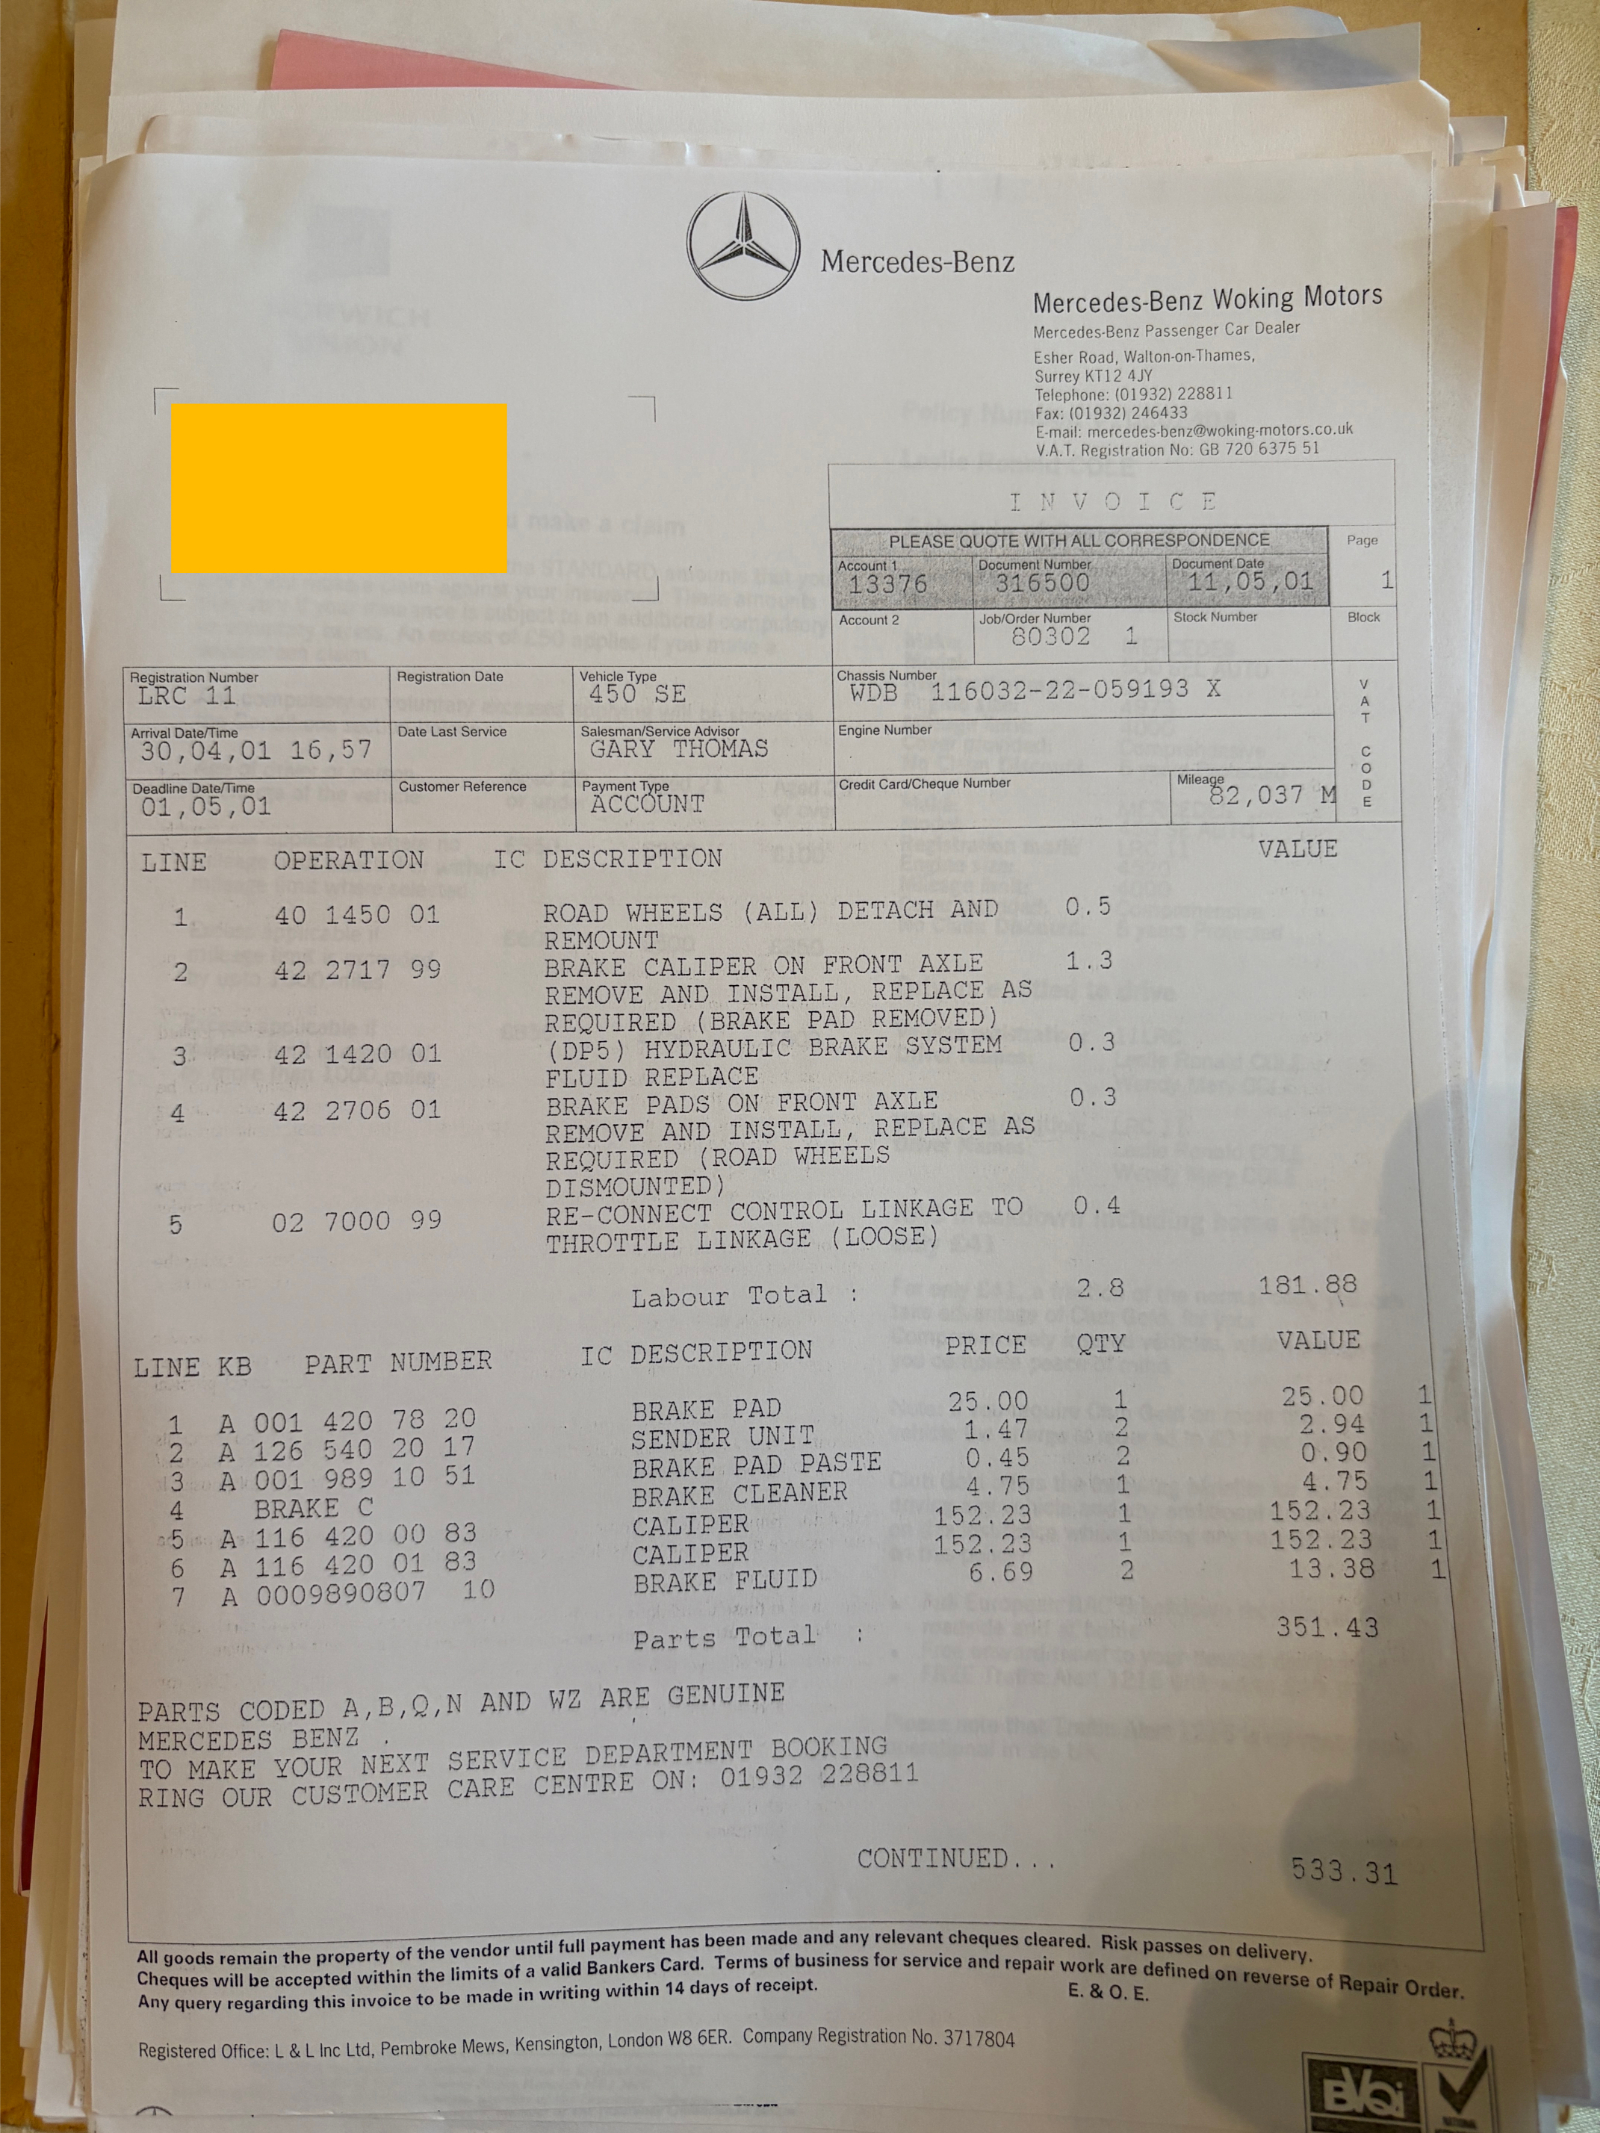 Mercedes-Benz
Mercedes-Benz Woking Motors
Mercedes-Benz Passenger Car Dealer
Esher Road, Walton-on-Thames,
Surrey KT12 4JY
Telephone: (01932) 228811
Fax: (01932) 246433
E-mail: mercedes-benz@woking-motors.co.uk
V.A.T. Registration No: GB 720 6375 51
INVOICE
PLEASE QUOTE WITH ALL CORRESPONDENCE Page
Account 1 Document Number Document Date
13376 316500 11,05,01 1
Account 2 Job/Order Number Stock Number Block
80302 1
Registration Number Registration Date Vehicle Type Chassis Number
LRC 11 450 SE WDB 116032-22-059193 X
VAT CODE
Arrival Date/Time Date Last Service Salesman/Service Advisor Engine Number
30,04,01 16,57 GARY THOMAS
Deadline Date/Time Customer Reference Payment Type Credit Card/Cheque Number Mileage
01,05,01 ACCOUNT 82,037 M
LINE OPERATION IC DESCRIPTION VALUE
1 40 1450 01 ROAD WHEELS (ALL) DETACH AND 0.5
REMOUNT
2 42 2717 99 BRAKE CALIPER ON FRONT AXLE 1.3
REMOVE AND INSTALL, REPLACE AS
REQUIRED (BRAKE PAD REMOVED)
3 42 1420 01 (DP5) HYDRAULIC BRAKE SYSTEM 0.3
FLUID REPLACE
4 42 2706 01 BRAKE PADS ON FRONT AXLE 0.3
REMOVE AND INSTALL, REPLACE AS
REQUIRED (ROAD WHEELS
DISMOUNTED)
5 02 7000 99 RE-CONNECT CONTROL LINKAGE TO 0.4
THROTTLE LINKAGE (LOOSE)
Labour Total : 2.8 181.88
LINE KB PART NUMBER IC DESCRIPTION PRICE QTY VALUE
1 A 001 420 78 20 BRAKE PAD 25.00 1 25.00 1
2 A 126 540 20 17 SENDER UNIT 1.47 2 2.94 1
3 A 001 989 10 51 BRAKE PAD PASTE 0.45 2 0.90 1
4 BRAKE C BRAKE CLEANER 4.75 1 4.75 1
5 A 116 420 00 83 CALIPER 152.23 1 152.23 1
6 A 116 420 01 83 CALIPER 152.23 1 152.23 1
7 A 0009890807 10 BRAKE FLUID 6.69 2 13.38 1
Parts Total : 351.43
PARTS CODED A,B,Q,N AND WZ ARE GENUINE
MERCEDES BENZ .
TO MAKE YOUR NEXT SERVICE DEPARTMENT BOOKING
RING OUR CUSTOMER CARE CENTRE ON: 01932 228811
CONTINUED... 533.31
All goods remain the property of the vendor until full payment has been made and any relevant cheques cleared. Risk passes on delivery.
Cheques will be accepted within the limits of a valid Bankers Card. Terms of business for service and repair work are defined on reverse of Repair Order.
Any query regarding this invoice to be made in writing within 14 days of receipt. E. & O. E.
Registered Office: L & L Inc Ltd, Pembroke Mews, Kensington, London W8 6ER. Company Registration No. 3717804
BVQi